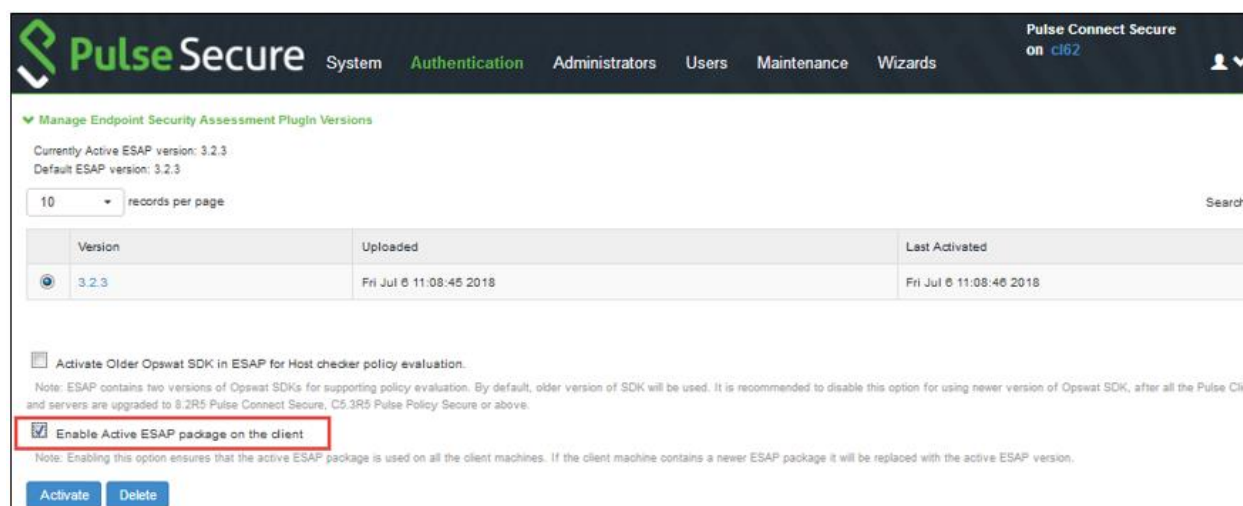 Pulse Secure
System Authentication Administrators Users Maintenance Wizards
Pulse Connect Secure
on cl62
Manage Endpoint Security Assessment PlugIn Versions
Currently Active ESAP version: 3.2.3
Default ESAP version: 3.2.3
10 records per page
Search
Version Uploaded Last Activated
3.2.3 Fri Jul 6 11:08:45 2018 Fri Jul 6 11:08:46 2018
Activate Older Opswat SDK in ESAP for Host checker policy evaluation.
Note: ESAP contains two versions of Opswat SDKs for supporting policy evaluation. By default, older version of SDK will be used. It is recommended to disable this option for using newer version of Opswat SDK, after all the Pulse Cli
and servers are upgraded to 8.2R5 Pulse Connect Secure, C5.3R5 Pulse Policy Secure or above.
Enable Active ESAP package on the client
Note: Enabling this option ensures that the active ESAP package is used on all the client machines. If the client machine contains a newer ESAP package it will be replaced with the active ESAP version.
Activate Delete